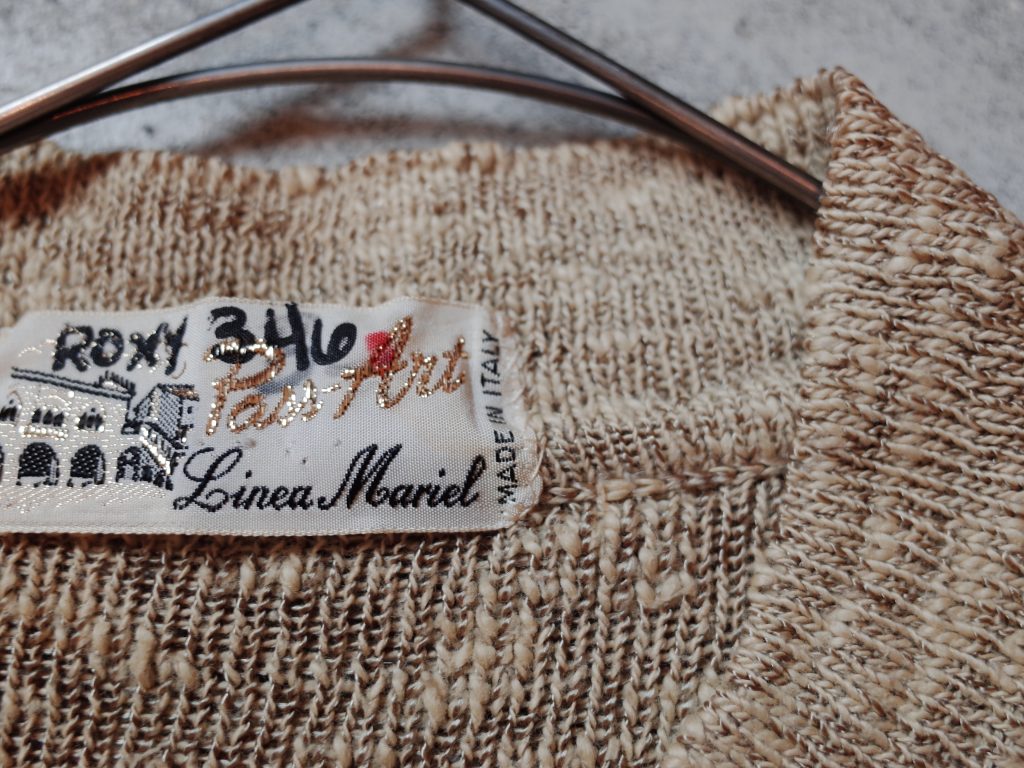 ROXY 346
Pass-Art
Linea Mariel
MADE IN ITALY